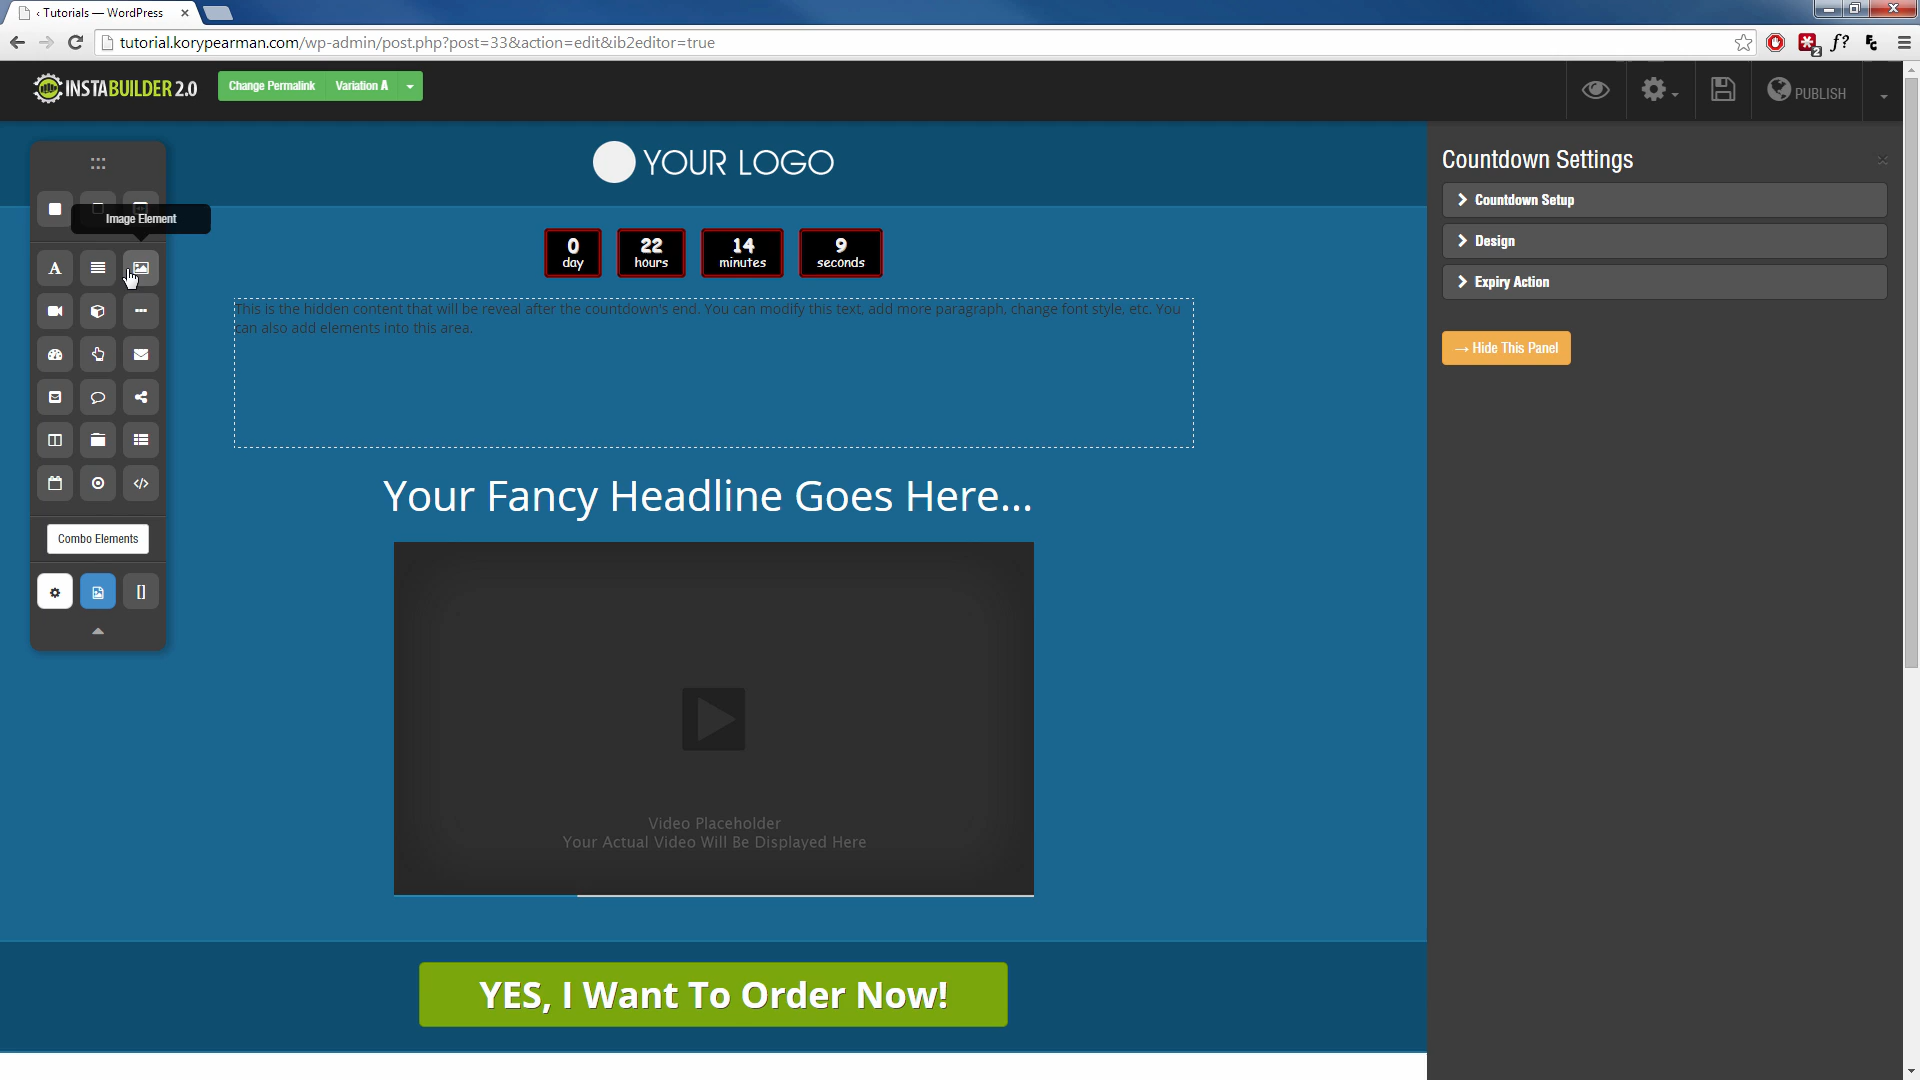 ‹ Tutorials — WordPress
tutorial.korypearman.com/wp-admin/post.php?post=33&action=edit&ib2editor=true
2
f?
INSTABUILDER 2.0
Change Permalink
Variation A
PUBLISH
YOUR LOGO
Countdown Settings
Countdown Setup
Design
Expiry Action
→ Hide This Panel
Image Element
0
day
22
hours
14
minutes
9
seconds
This is the hidden content that will be reveal after the countdown's end. You can modify this text, add more paragraph, change font style, etc. You
can also add elements into this area.
A
Your Fancy Headline Goes Here...
Combo Elements
Video Placeholder
Your Actual Video Will Be Displayed Here
YES, I Want To Order Now!